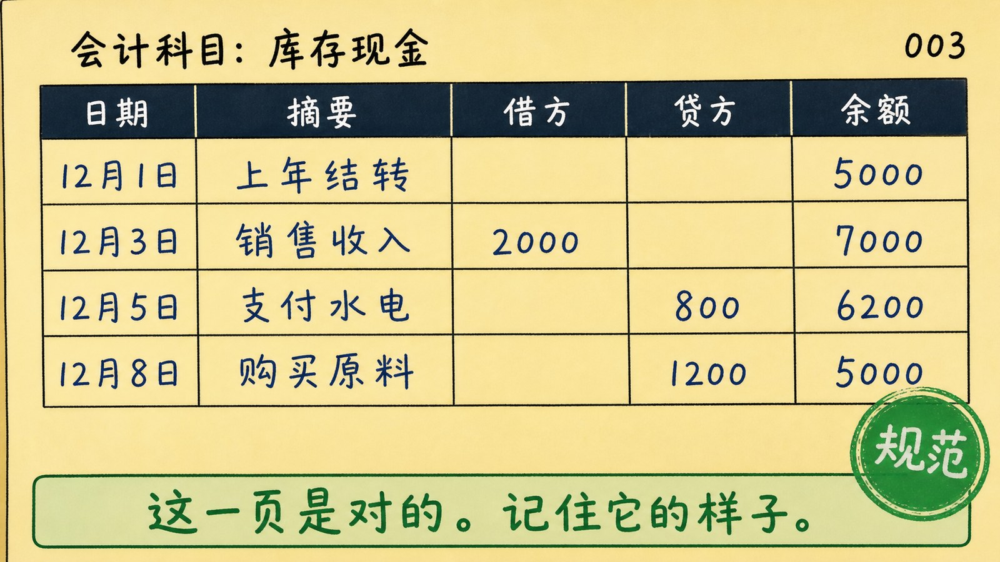 会计科目：库存现金
003
日期 摘要 借方 贷方 余额
12月1日 上年结转 5000
12月3日 销售收入 2000 7000
12月5日 支付水电 800 6200
12月8日 购买原料 1200 5000
规范
这一页是对的。记住它的样子。